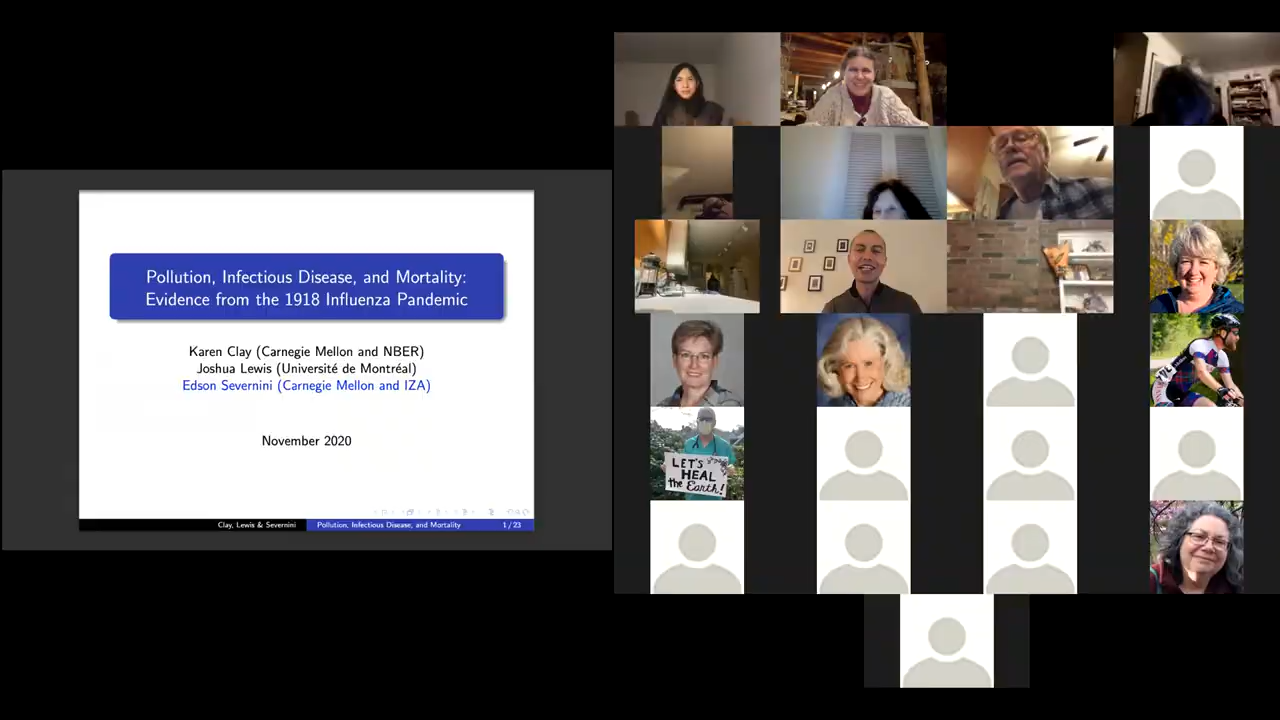 Pollution, Infectious Disease, and Mortality:
Evidence from the 1918 Influenza Pandemic
Karen Clay (Carnegie Mellon and NBER)
Joshua Lewis (Université de Montréal)
Edson Severnini (Carnegie Mellon and IZA)
November 2020
Clay, Lewis & Severnini
Pollution, Infectious Disease, and Mortality
1 / 23
LET'S
HEAL
the Earth!